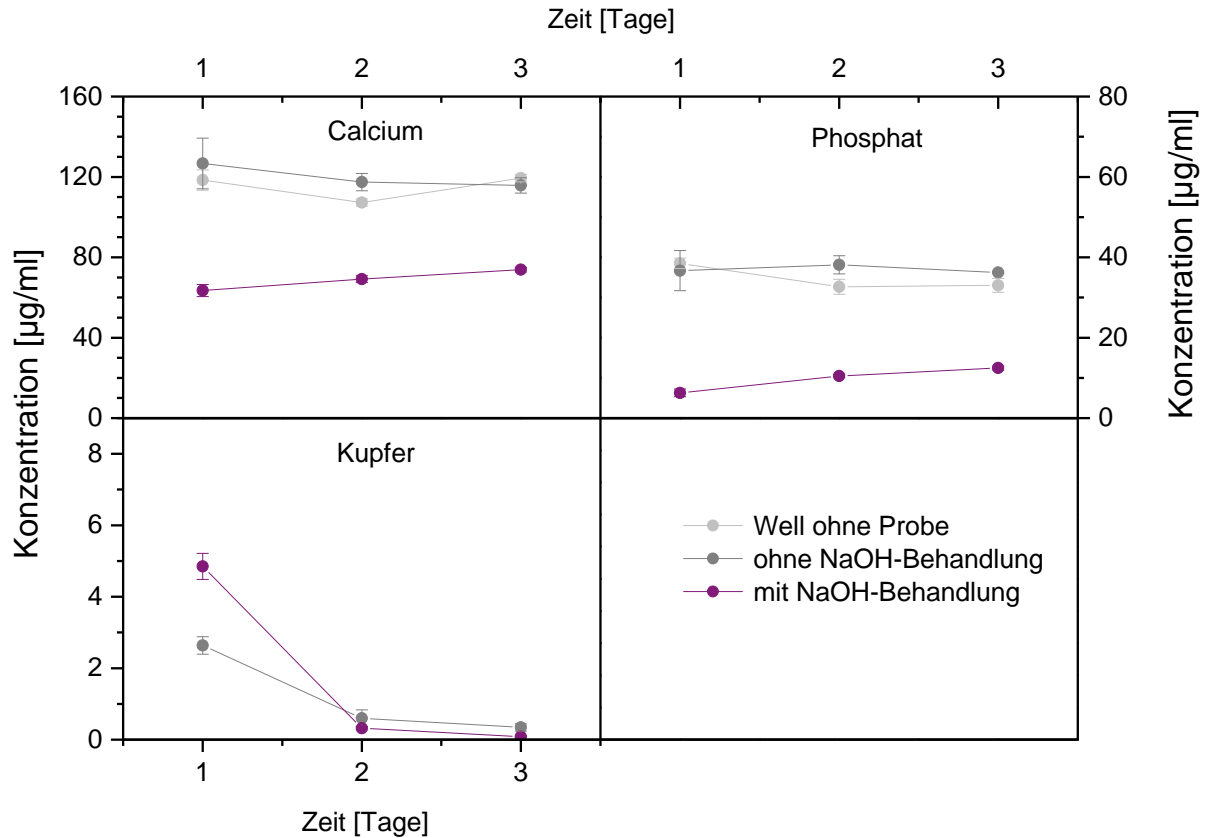 Zeit [Tage]
1 2 3 1 2 3
160 80
Calcium Phosphat
120 60
80 40
40 20
0 0
Konzentration [µg/ml]
Konzentration [µg/ml]
Kupfer
8
6
4
2
0
Well ohne Probe
ohne NaOH-Behandlung
mit NaOH-Behandlung
1 2 3
Zeit [Tage]